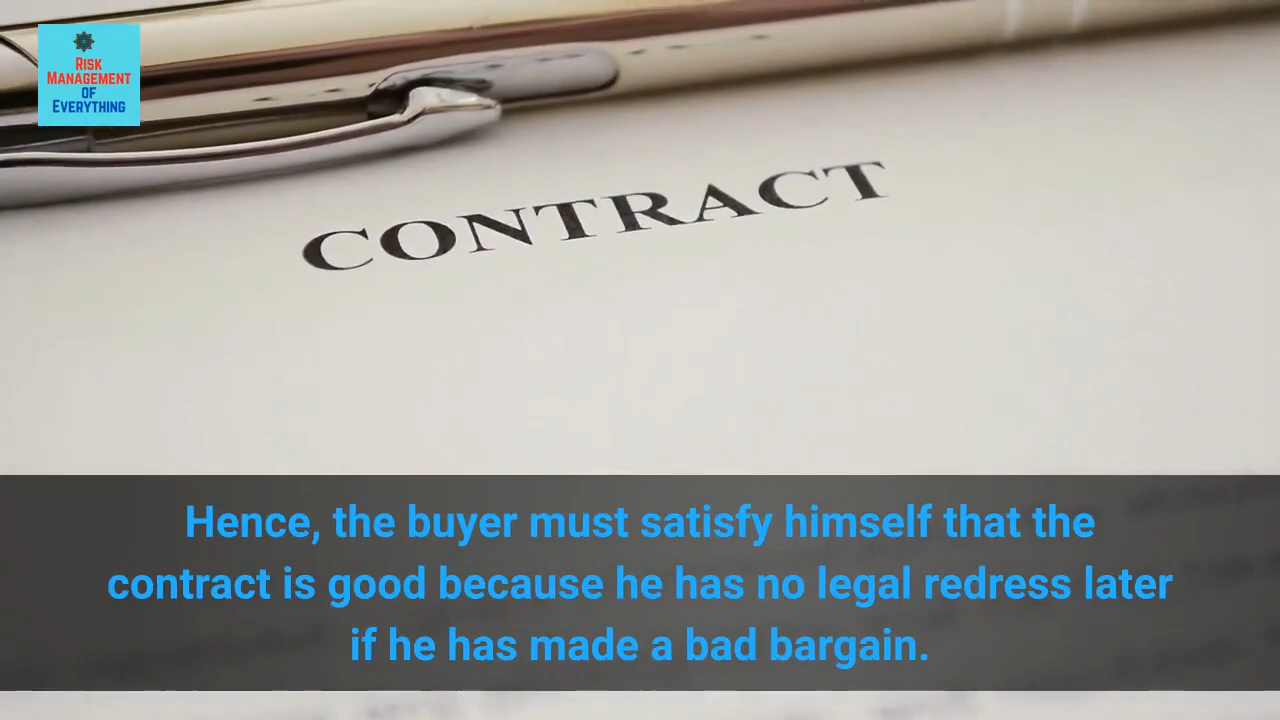 RISK
MANAGEMENT
OF
EVERYTHING
CONTRACT
Hence, the buyer must satisfy himself that the
contract is good because he has no legal redress later
if he has made a bad bargain.